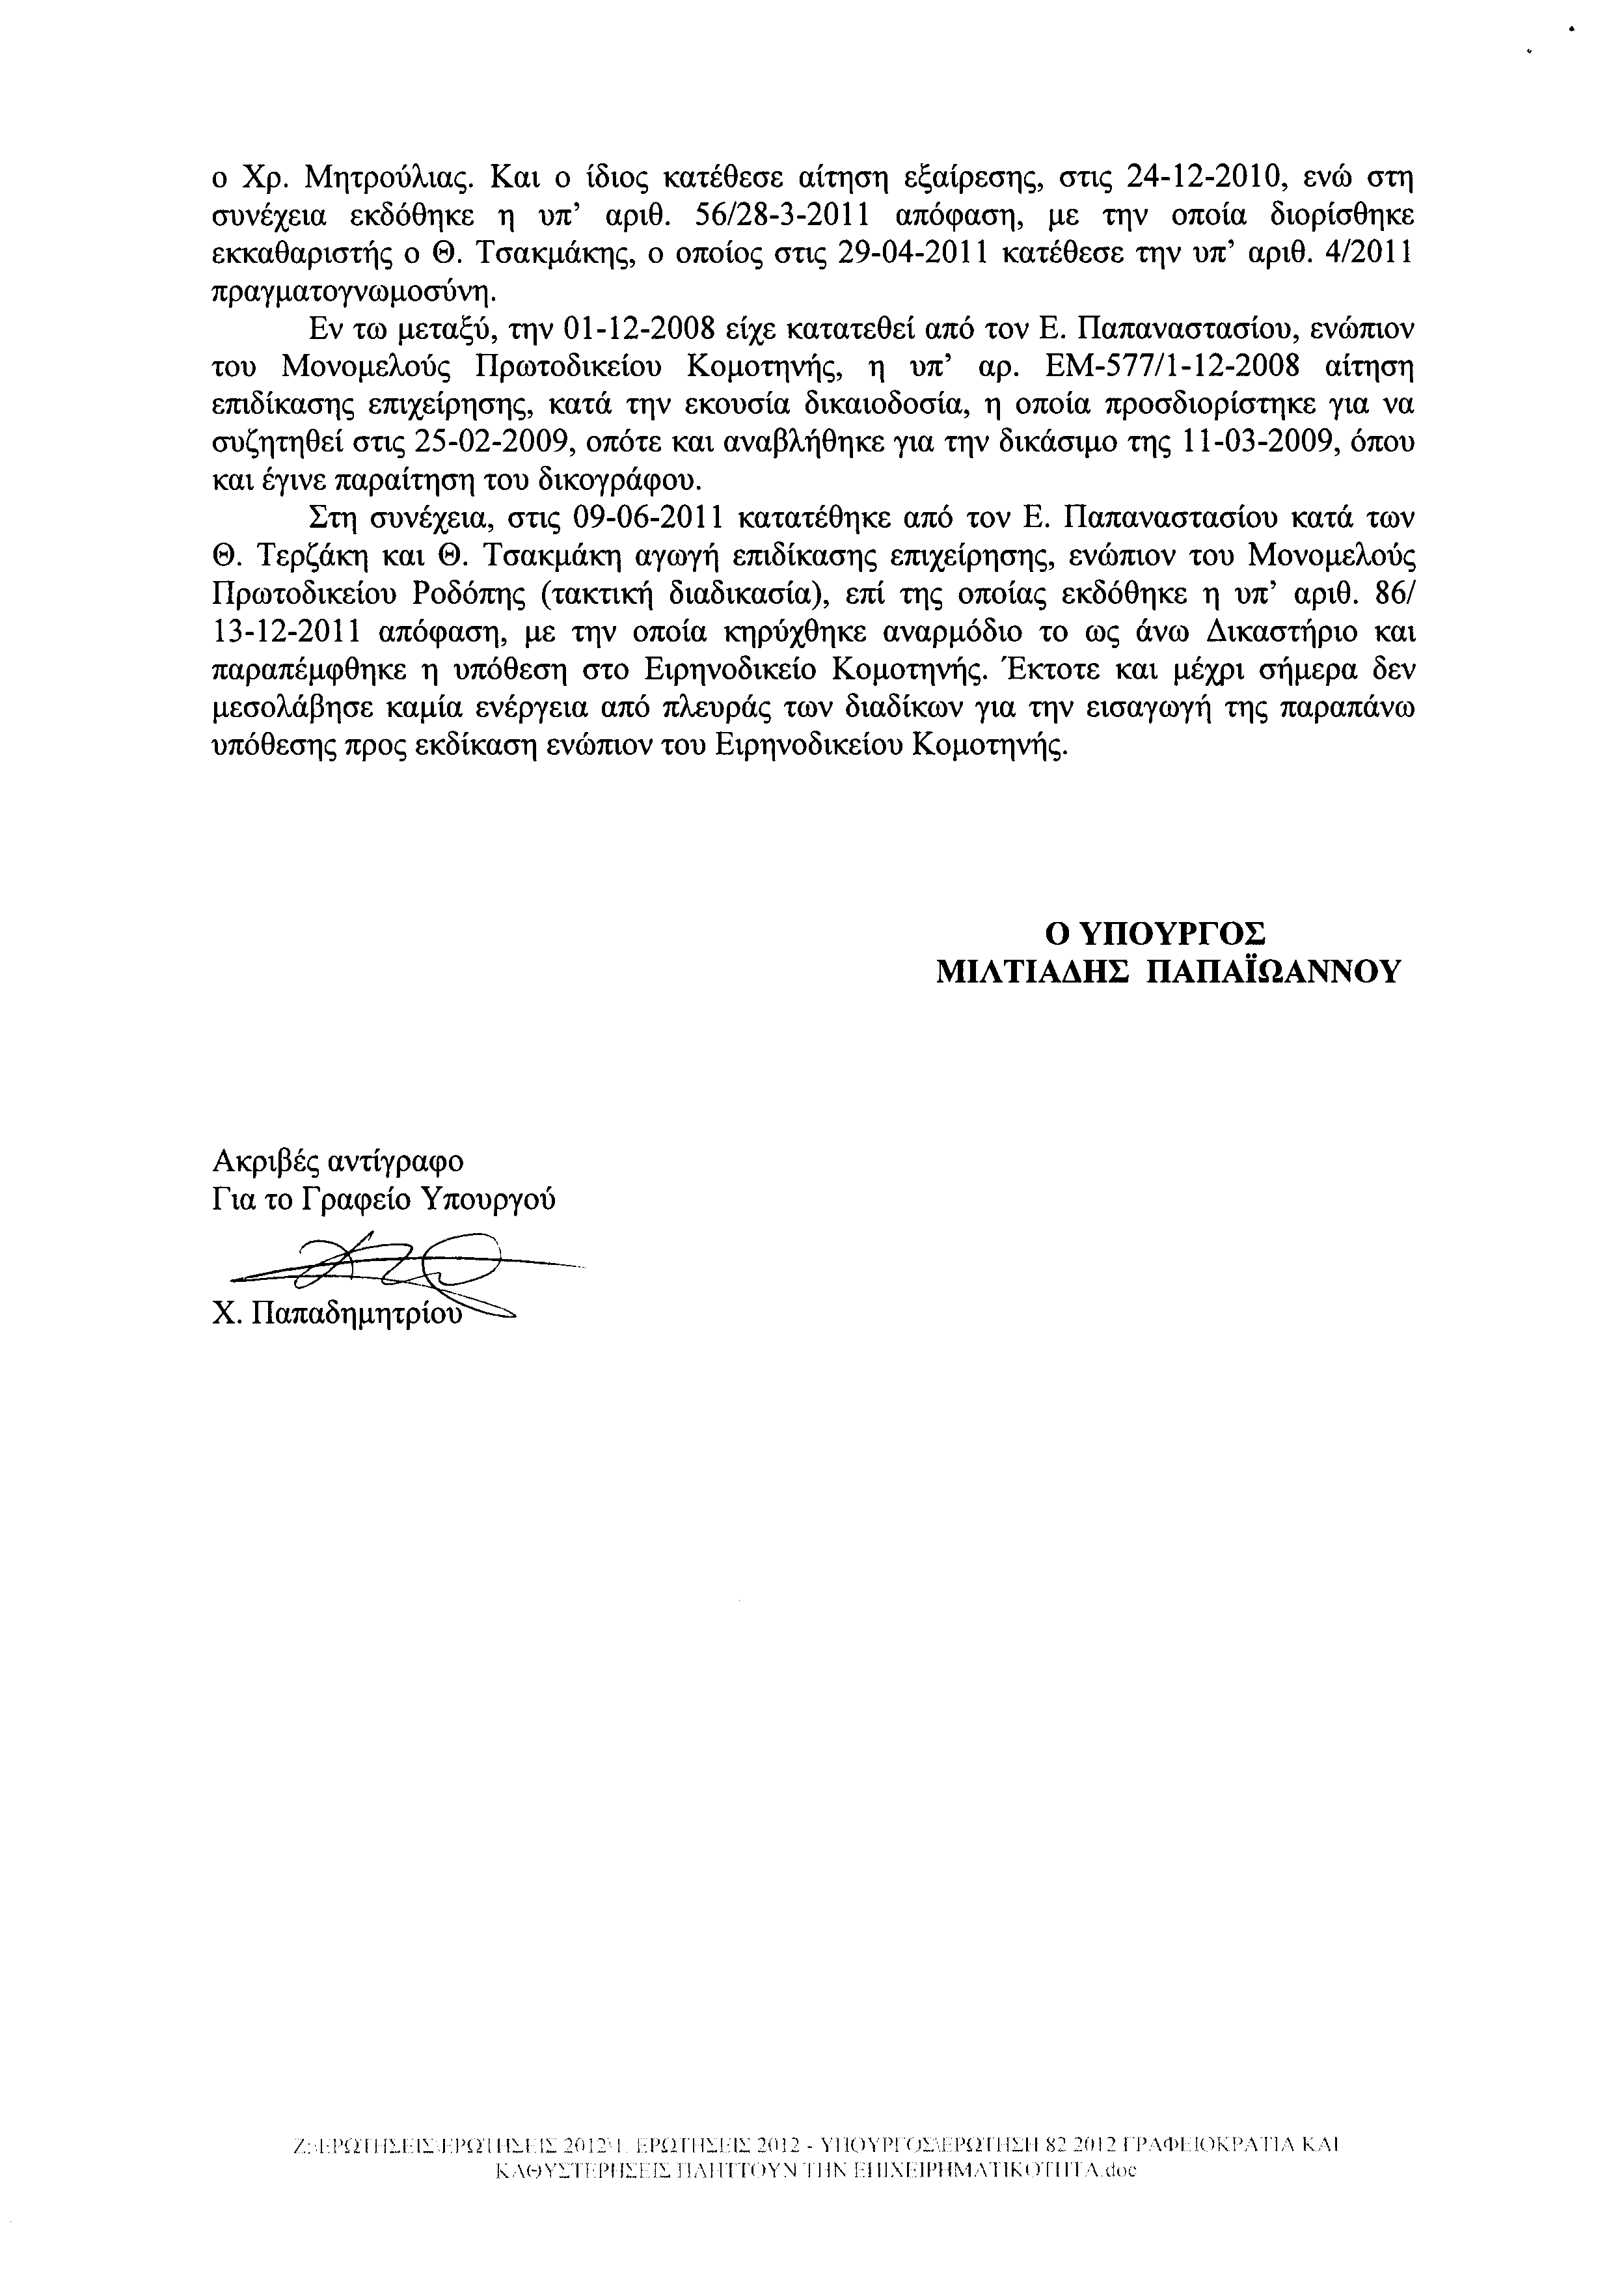 ο Χρ. Μητρούλιας. Και ο ίδιος κατέθεσε αίτηση εξαίρεσης, στις 24-12-2010, ενώ στη
συνέχεια εκδόθηκε η υπ’ αριθ. 56/28-3-2011 απόφαση, με την οποία διορίσθηκε
εκκαθαριστής ο Θ. Τσακμάκης, ο οποίος στις 29-04-2011 κατέθεσε την υπ’ αριθ. 4/2011
πραγματογνωμοσύνη.
Εν τω μεταξύ, την 01-12-2008 είχε κατατεθεί από τον Ε. Παπαναστασίου, ενώπιον
του Μονομελούς Πρωτοδικείου Κομοτηνής, η υπ’ αρ. ΕΜ-577/1-12-2008 αίτηση
επιδίκασης επιχείρησης, κατά την εκουσία δικαιοδοσία, η οποία προσδιορίστηκε για να
συζητηθεί στις 25-02-2009, οπότε και αναβλήθηκε για την δικάσιμο της 11-03-2009, όπου
και έγινε παραίτηση του δικογράφου.
Στη συνέχεια, στις 09-06-2011 κατατέθηκε από τον Ε. Παπαναστασίου κατά των
Θ. Τερζάκη και Θ. Τσακμάκη αγωγή επιδίκασης επιχείρησης, ενώπιον του Μονομελούς
Πρωτοδικείου Ροδόπης (τακτική διαδικασία), επί της οποίας εκδόθηκε η υπ’ αριθ. 86/
13-12-2011 απόφαση, με την οποία κηρύχθηκε αναρμόδιο το ως άνω Δικαστήριο και
παραπέμφθηκε η υπόθεση στο Ειρηνοδικείο Κομοτηνής. Έκτοτε και μέχρι σήμερα δεν
μεσολάβησε καμία ενέργεια από πλευράς των διαδίκων για την εισαγωγή της παραπάνω
υπόθεσης προς εκδίκαση ενώπιον του Ειρηνοδικείου Κομοτηνής.
Ο ΥΠΟΥΡΓΟΣ
ΜΙΛΤΙΑΔΗΣ ΠΑΠΑΪΩΑΝΝΟΥ
Ακριβές αντίγραφο
Για το Γραφείο Υπουργού
Χ. Παπαδημητρίου
Ζ:\ΕΡΩΤΗΣΕΙΣ\ΕΡΩΤΗΣΕΙΣ 2012\1. ΕΡΩΤΗΣΕΙΣ 2012 - ΥΠΟΥΡΓΟΣ\ΕΡΩΤΗΣΗ 82 2012 ΓΡΑΦΕΙΟΚΡΑΤΙΑ ΚΑΙ
ΚΑΘΥΣΤΕΡΗΣΕΙΣ ΠΛΗΤΤΟΥΝ ΤΗΝ ΕΠΙΧΕΙΡΗΜΑΤΙΚΟΤΗΤΑ.doc